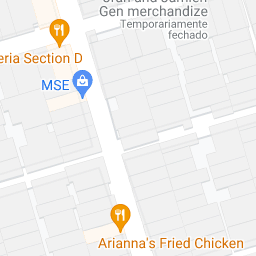 Gen merchandize
Temporariamente
fechado
eria Section D
MSE
Arianna's Fried Chicken